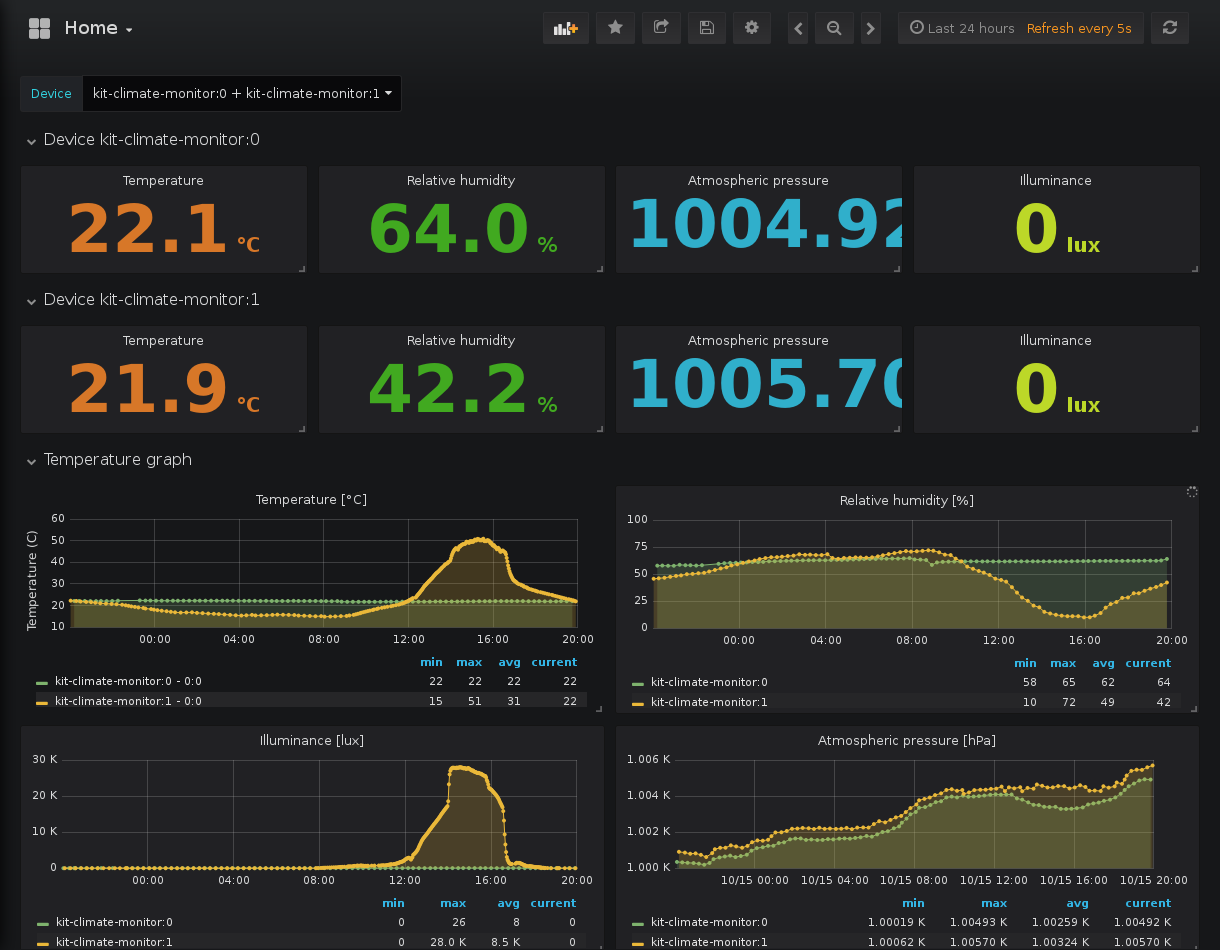 Home
Last 24 hours Refresh every 5s
Device kit-climate-monitor:0 + kit-climate-monitor:1
Device kit-climate-monitor:0
Temperature Relative humidity Atmospheric pressure Illuminance
22.1 °C 64.0 % 1004.92 0 lux
Device kit-climate-monitor:1
Temperature Relative humidity Atmospheric pressure Illuminance
21.9 °C 42.2 % 1005.70 0 lux
Temperature graph
Temperature [°C]
Temperature (C)
60
50
40
30
20
10
00:00 04:00 08:00 12:00 16:00 20:00
min max avg current
kit-climate-monitor:0 - 0:0 22 22 22 22
kit-climate-monitor:1 - 0:0 15 51 31 22
Relative humidity [%]
100
75
50
25
0
00:00 04:00 08:00 12:00 16:00 20:00
min max avg current
kit-climate-monitor:0 58 65 62 64
kit-climate-monitor:1 10 72 49 42
Illuminance [lux]
30 K
20 K
10 K
0
00:00 04:00 08:00 12:00 16:00 20:00
min max avg current
kit-climate-monitor:0 0 26 8 0
kit-climate-monitor:1 0 28.0 K 8.5 K 0
Atmospheric pressure [hPa]
1.006 K
1.004 K
1.002 K
1.000 K
10/15 00:00 10/15 04:00 10/15 08:00 10/15 12:00 10/15 16:00 10/15 20:00
min max avg current
kit-climate-monitor:0 1.00019 K 1.00493 K 1.00259 K 1.00492 K
kit-climate-monitor:1 1.00062 K 1.00570 K 1.00324 K 1.00570 K